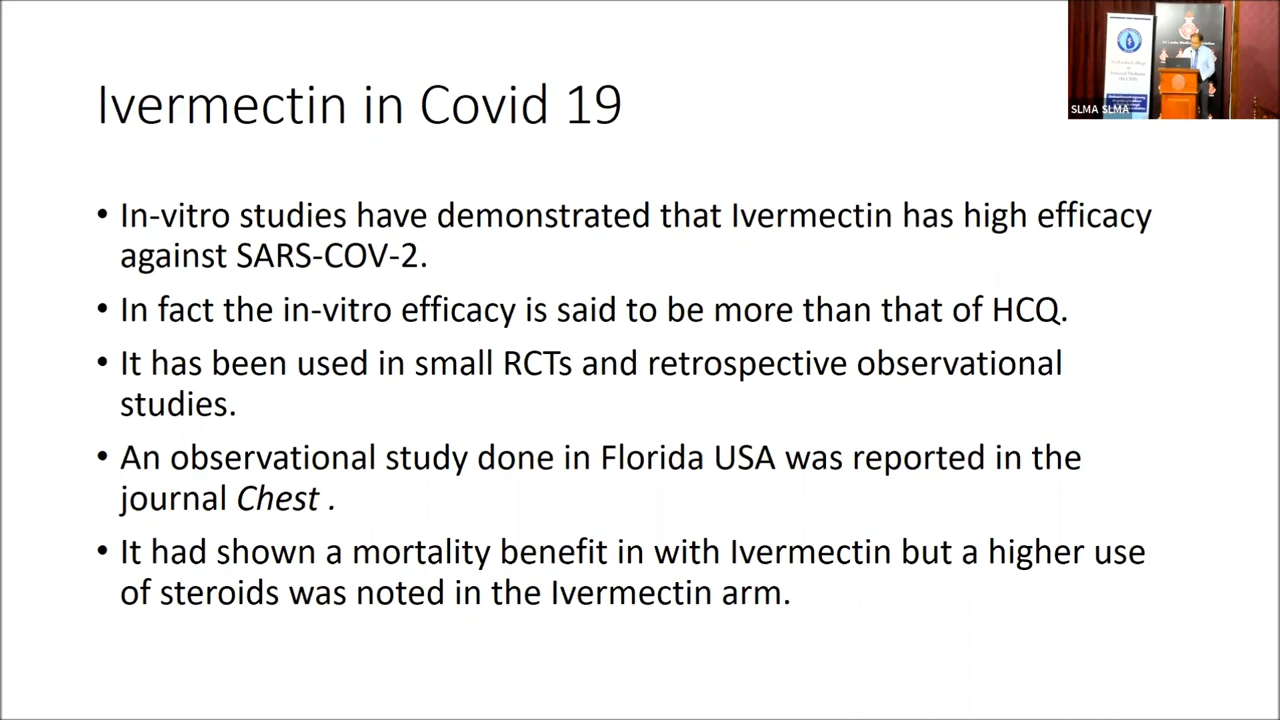 Ivermectin in Covid 19
SLMA SLMA
• In-vitro studies have demonstrated that Ivermectin has high efficacy
against SARS-COV-2.
• In fact the in-vitro efficacy is said to be more than that of HCQ.
• It has been used in small RCTs and retrospective observational
studies.
• An observational study done in Florida USA was reported in the
journal Chest .
• It had shown a mortality benefit in with Ivermectin but a higher use
of steroids was noted in the Ivermectin arm.